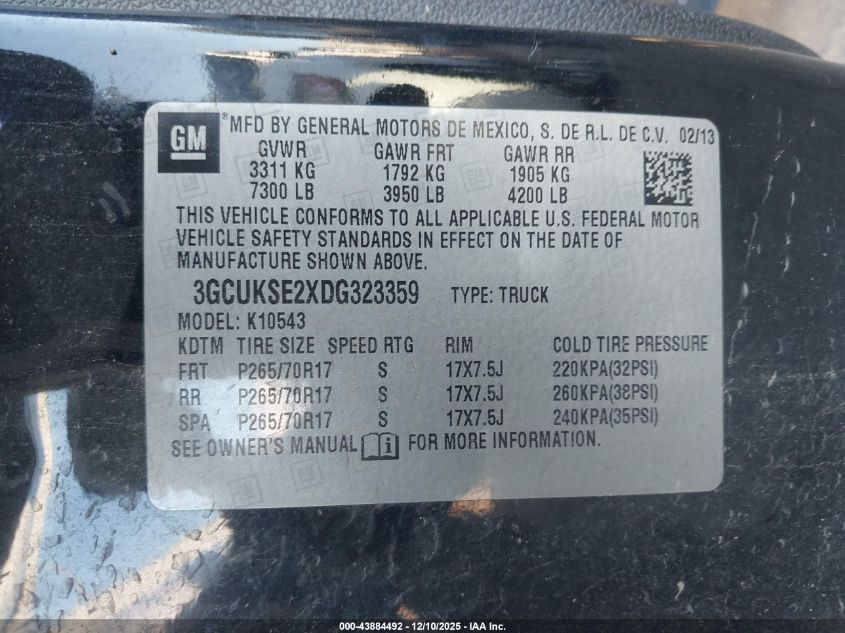 GM ® MFD BY GENERAL MOTORS DE MEXICO, S. DE R.L. DE C.V. 02/13
GVWR GAWR FRT GAWR RR
3311 KG 1792 KG 1905 KG
7300 LB 3950 LB 4200 LB
THIS VEHICLE CONFORMS TO ALL APPLICABLE U.S. FEDERAL MOTOR
VEHICLE SAFETY STANDARDS IN EFFECT ON THE DATE OF
MANUFACTURE SHOWN ABOVE.
3GCUKSE2XDG323359 TYPE: TRUCK
MODEL: K10543
KDTM TIRE SIZE SPEED RTG RIM COLD TIRE PRESSURE
FRT P265/70R17 S 17X7.5J 220KPA(32PSI)
RR P265/70R17 S 17X7.5J 260KPA(38PSI)
SPA P265/70R17 S 17X7.5J 240KPA(35PSI)
SEE OWNER'S MANUAL FOR MORE INFORMATION.
000-43884492 - 12/10/2025 - IAA Inc.